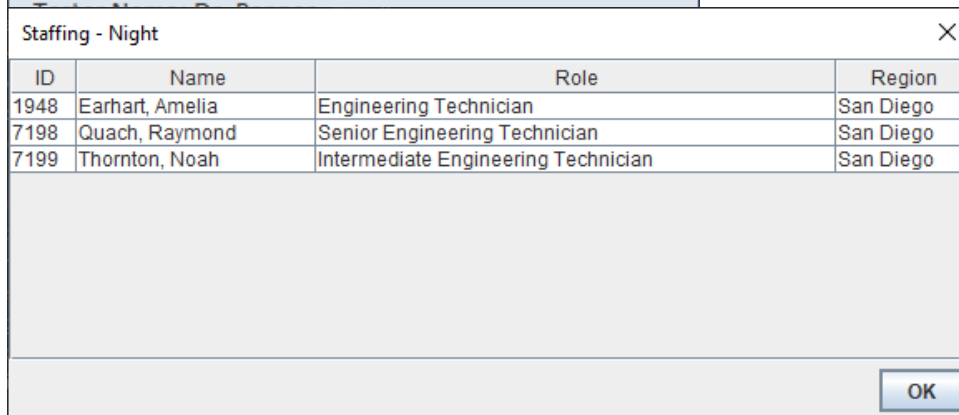 Staffing - Night
ID Name Role Region
1948 Earhart, Amelia Engineering Technician San Diego
7198 Quach, Raymond Senior Engineering Technician San Diego
7199 Thornton, Noah Intermediate Engineering Technician San Diego
OK